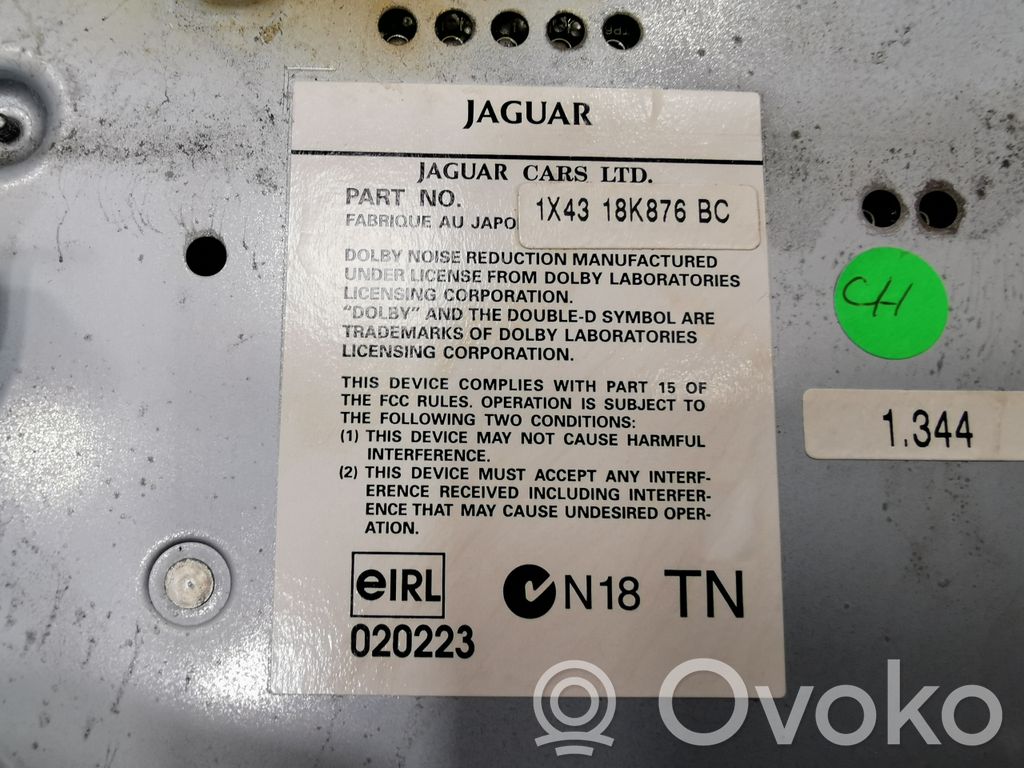 JAGUAR
JAGUAR CARS LTD.
PART NO. 1X43 18K876 BC
FABRIQUE AU JAPO
DOLBY NOISE REDUCTION MANUFACTURED
UNDER LICENSE FROM DOLBY LABORATORIES
LICENSING CORPORATION.
"DOLBY" AND THE DOUBLE-D SYMBOL ARE
TRADEMARKS OF DOLBY LABORATORIES
LICENSING CORPORATION.
THIS DEVICE COMPLIES WITH PART 15 OF
THE FCC RULES. OPERATION IS SUBJECT TO
THE FOLLOWING TWO CONDITIONS:
(1) THIS DEVICE MAY NOT CAUSE HARMFUL
INTERFERENCE.
(2) THIS DEVICE MUST ACCEPT ANY INTERF-
ERENCE RECEIVED INCLUDING INTERFER-
ENCE THAT MAY CAUSE UNDESIRED OPER-
ATION.
eIRL
020223
N18 TN
CH
1.344
Ovoko